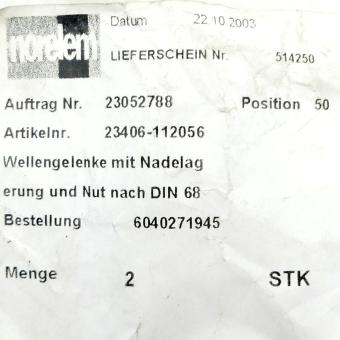 norelem
Datum 22.10 2003
LIEFERSCHEIN Nr. 514250
Auftrag Nr. 23052788 Position 50
Artikelnr. 23406-112056
Wellengelenke mit Nadelag
erung und Nut nach DIN 68
Bestellung 6040271945
Menge 2 STK